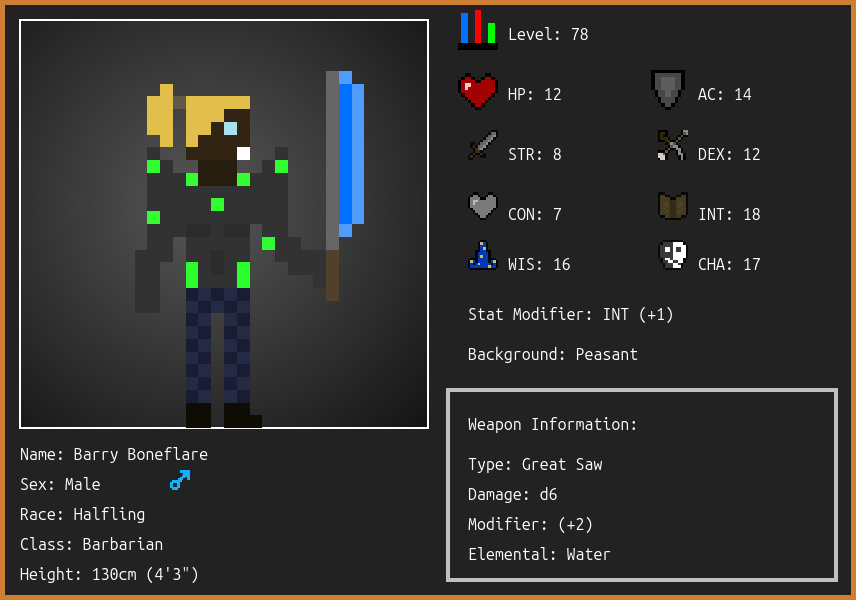 Level: 78
HP: 12
AC: 14
STR: 8
DEX: 12
CON: 7
INT: 18
WIS: 16
CHA: 17
Stat Modifier: INT (+1)
Background: Peasant
Weapon Information:
Type: Great Saw
Damage: d6
Modifier: (+2)
Elemental: Water
Name: Barry Boneflare
Sex: Male
Race: Halfling
Class: Barbarian
Height: 130cm (4'3")